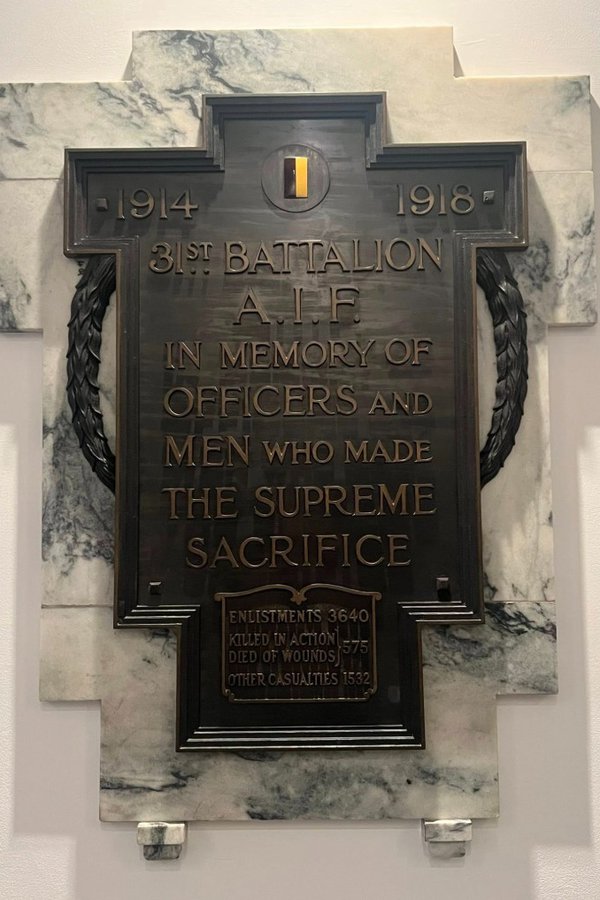 1914 1918
31ST. BATTALION
A.I.F.
IN MEMORY OF
OFFICERS AND
MEN WHO MADE
THE SUPREME
SACRIFICE
ENLISTMENTS 3640
KILLED IN ACTION
DIED OF WOUNDS } 575
OTHER CASUALTIES 1532